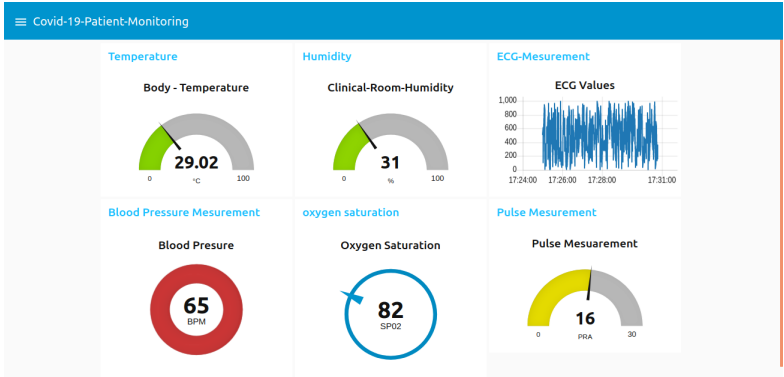 Covid-19-Patient-Monitoring
Temperature
Body - Temperature
29.02
0
°C
100
Humidity
Clinical-Room-Humidity
31
0
%
100
ECG-Mesurement
ECG Values
1,000
800
600
400
200
0
17:24:00 17:26:00 17:28:00 17:31:00
Blood Pressure Mesurement
Blood Presure
65
BPM
oxygen saturation
Oxygen Saturation
82
SP02
Pulse Mesurement
Pulse Mesuarement
16
0
PRA
30